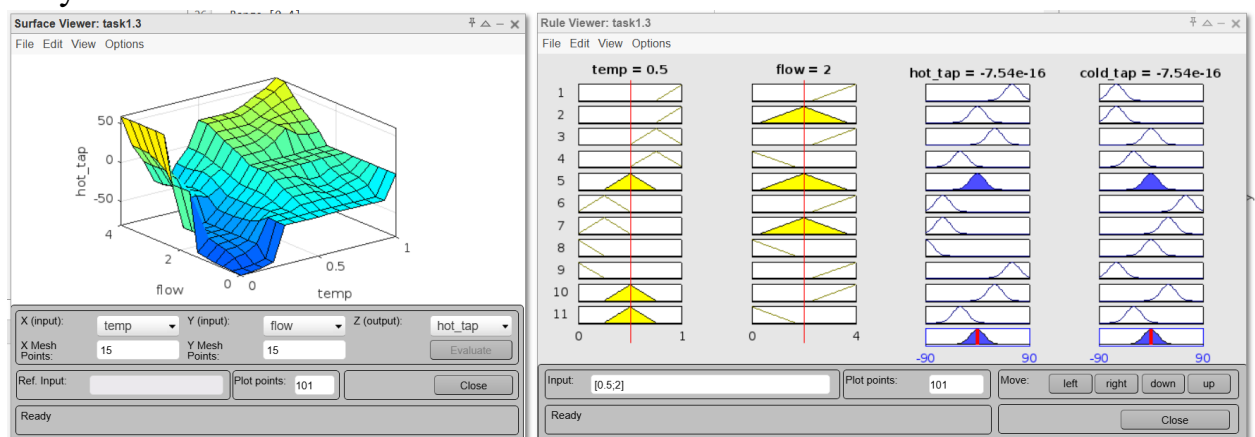 Surface Viewer: task1.3
File Edit View Options
50
0
-50
hot_tap
4
2
0
flow
0
0.5
1
temp
X (input):
temp
Y (input):
flow
Z (output):
hot_tap
X Mesh
Points:
15
Y Mesh
Points:
15
Evaluate
Ref. Input:
Plot points:
101
Close
Ready
Rule Viewer: task1.3
File Edit View Options
temp = 0.5
flow = 2
hot_tap = -7.54e-16
cold_tap = -7.54e-16
1
2
3
4
5
6
7
8
9
10
11
0
1
0
4
-90
90
-90
90
Input:
[0.5;2]
Plot points:
101
Move:
left
right
down
up
Ready
Close